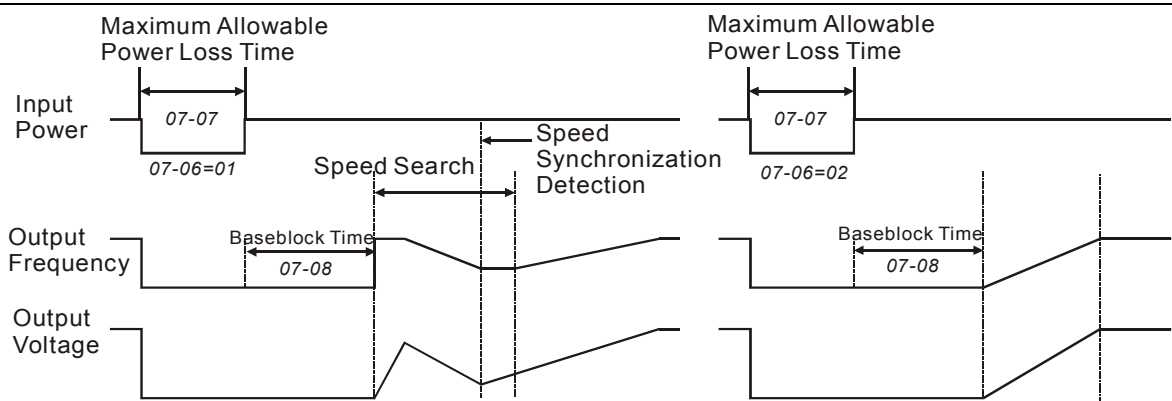 Maximum Allowable
Power Loss Time
Input
Power
07-07
07-06=01
Speed Search
Speed
Synchronization
Detection
Output
Frequency
Baseblock Time
07-08
Output
Voltage
Maximum Allowable
Power Loss Time
07-07
07-06=02
Baseblock Time
07-08